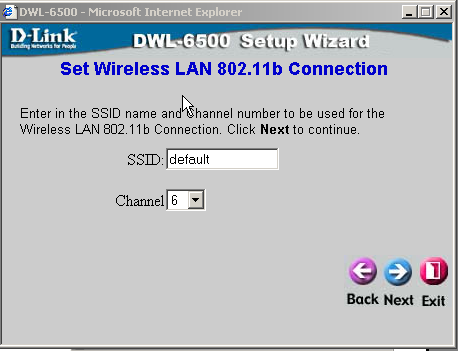 DWL-6500 - Microsoft Internet Explorer
D-Link
Building Networks for People
DWL-6500 Setup Wizard
Set Wireless LAN 802.11b Connection
Enter in the SSID name and Channel number to be used for the
Wireless LAN 802.11b Connection. Click Next to continue.
SSID: default
Channel 6
Back Next Exit